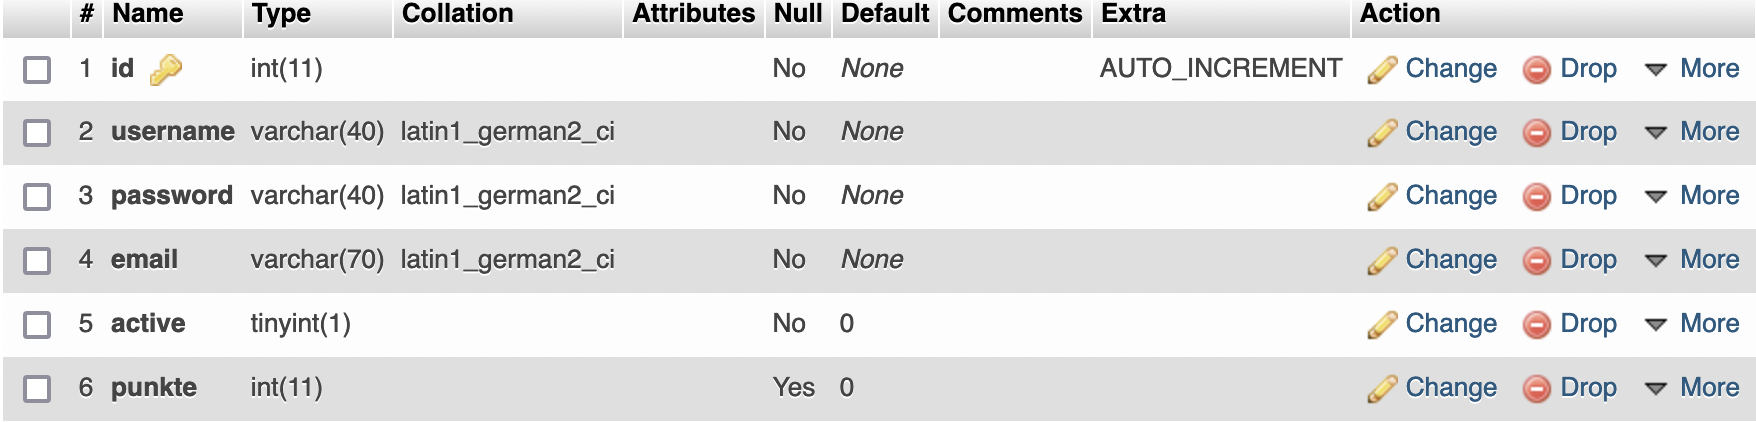 # Name Type Collation Attributes Null Default Comments Extra Action
1 id int(11) No None AUTO_INCREMENT Change Drop More
2 username varchar(40) latin1_german2_ci No None Change Drop More
3 password varchar(40) latin1_german2_ci No None Change Drop More
4 email varchar(70) latin1_german2_ci No None Change Drop More
5 active tinyint(1) No 0 Change Drop More
6 punkte int(11) Yes 0 Change Drop More